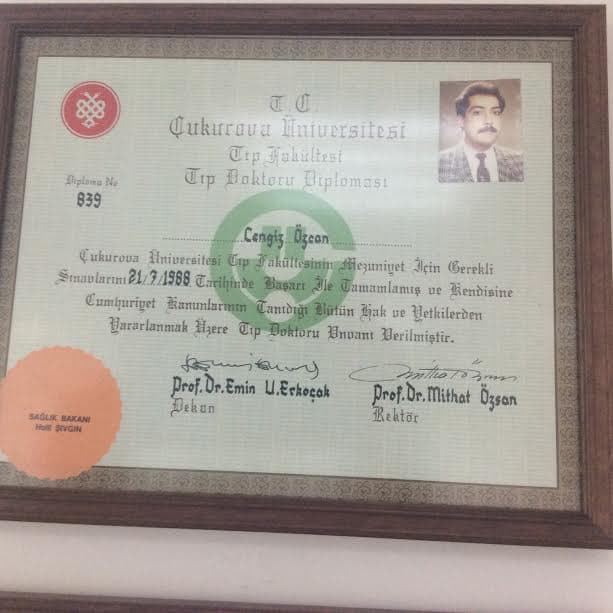 T.C.
Çukurova Üniversitesi
Tıp Fakültesi
Tıp Doktoru Diploması
Diploma No
839
Cengiz Özcan
Çukurova Üniversitesi Tıp Fakültesinin Mezuniyet İçin Gerekli
Sınavlarını 21/7/1988 Tarihinde Başarı İle Tamamlamış ve Kendisine
Cumhuriyet Kanunlarının Tanıdığı Bütün Hak ve Yetkilerden
Yararlanmak Üzere Tıp Doktoru Unvanı Verilmiştir.
Prof.Dr.Emin U.Erkoçak
Dekan
Prof.Dr.Mithat Özsan
Rektör
SAĞLIK BAKANI
Halil ŞIVGIN